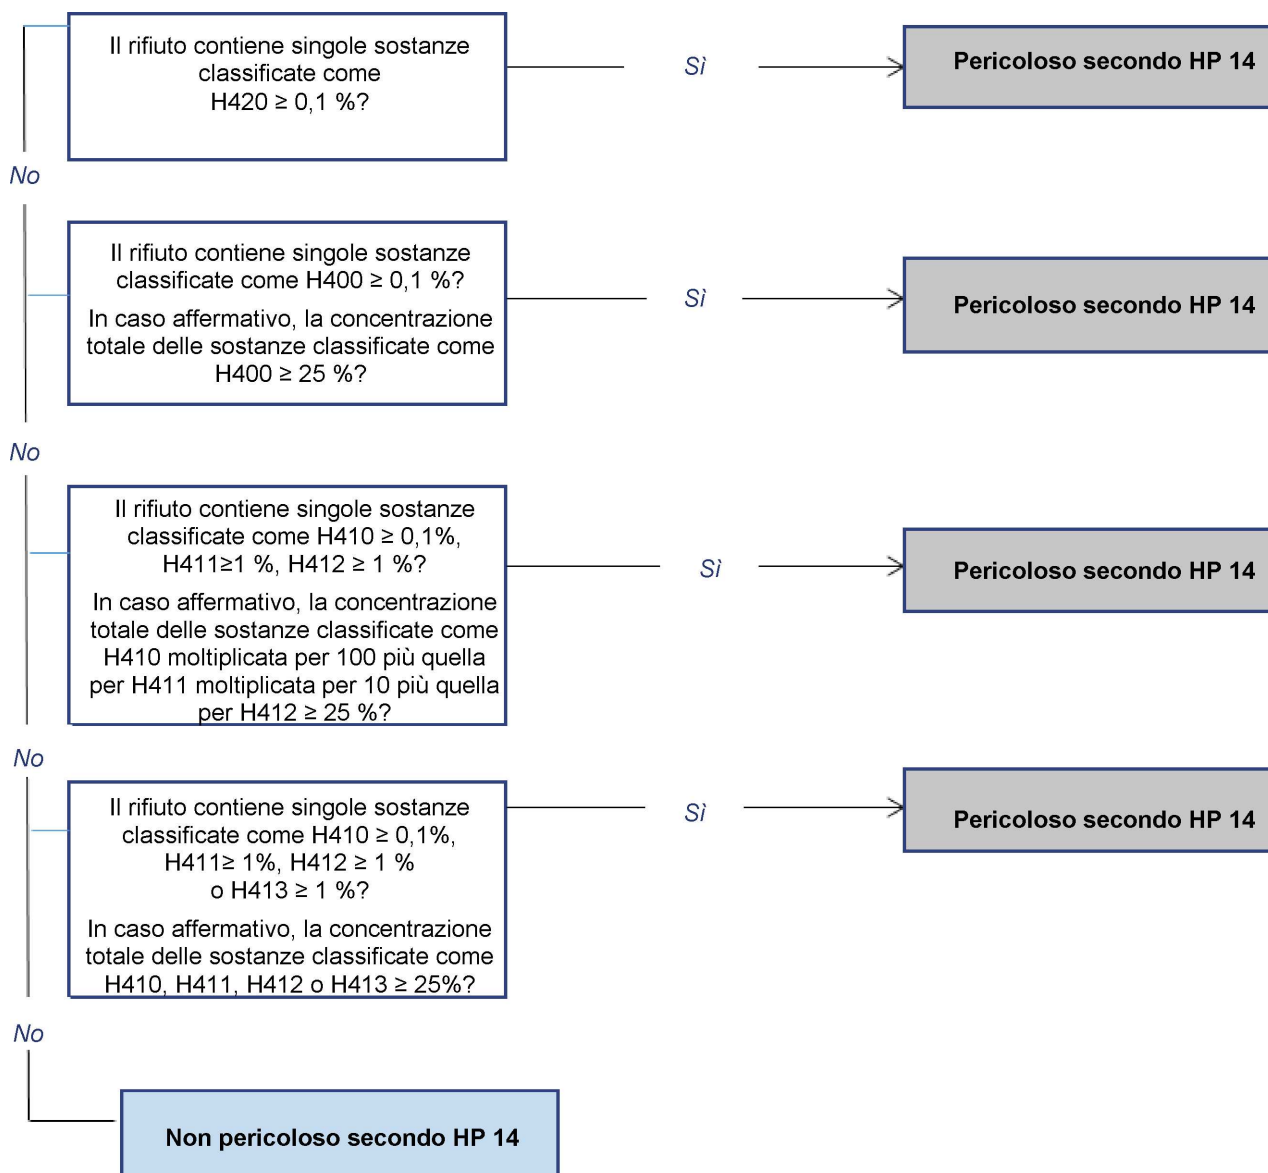 Il rifiuto contiene singole sostanze
classificate come
H420 ≥ 0,1 %?
Sì
Pericoloso secondo HP 14
No
Il rifiuto contiene singole sostanze
classificate come H400 ≥ 0,1 %?
In caso affermativo, la concentrazione
totale delle sostanze classificate come
H400 ≥ 25 %?
Sì
Pericoloso secondo HP 14
No
Il rifiuto contiene singole sostanze
classificate come H410 ≥ 0,1%,
H411≥1 %, H412 ≥ 1 %?
In caso affermativo, la concentrazione
totale delle sostanze classificate come
H410 moltiplicata per 100 più quella
per H411 moltiplicata per 10 più quella
per H412 ≥ 25 %?
Sì
Pericoloso secondo HP 14
No
Il rifiuto contiene singole sostanze
classificate come H410 ≥ 0,1%,
H411≥ 1%, H412 ≥ 1 %
o H413 ≥ 1 %?
In caso affermativo, la concentrazione
totale delle sostanze classificate come
H410, H411, H412 o H413 ≥ 25%?
Sì
Pericoloso secondo HP 14
No
Non pericoloso secondo HP 14